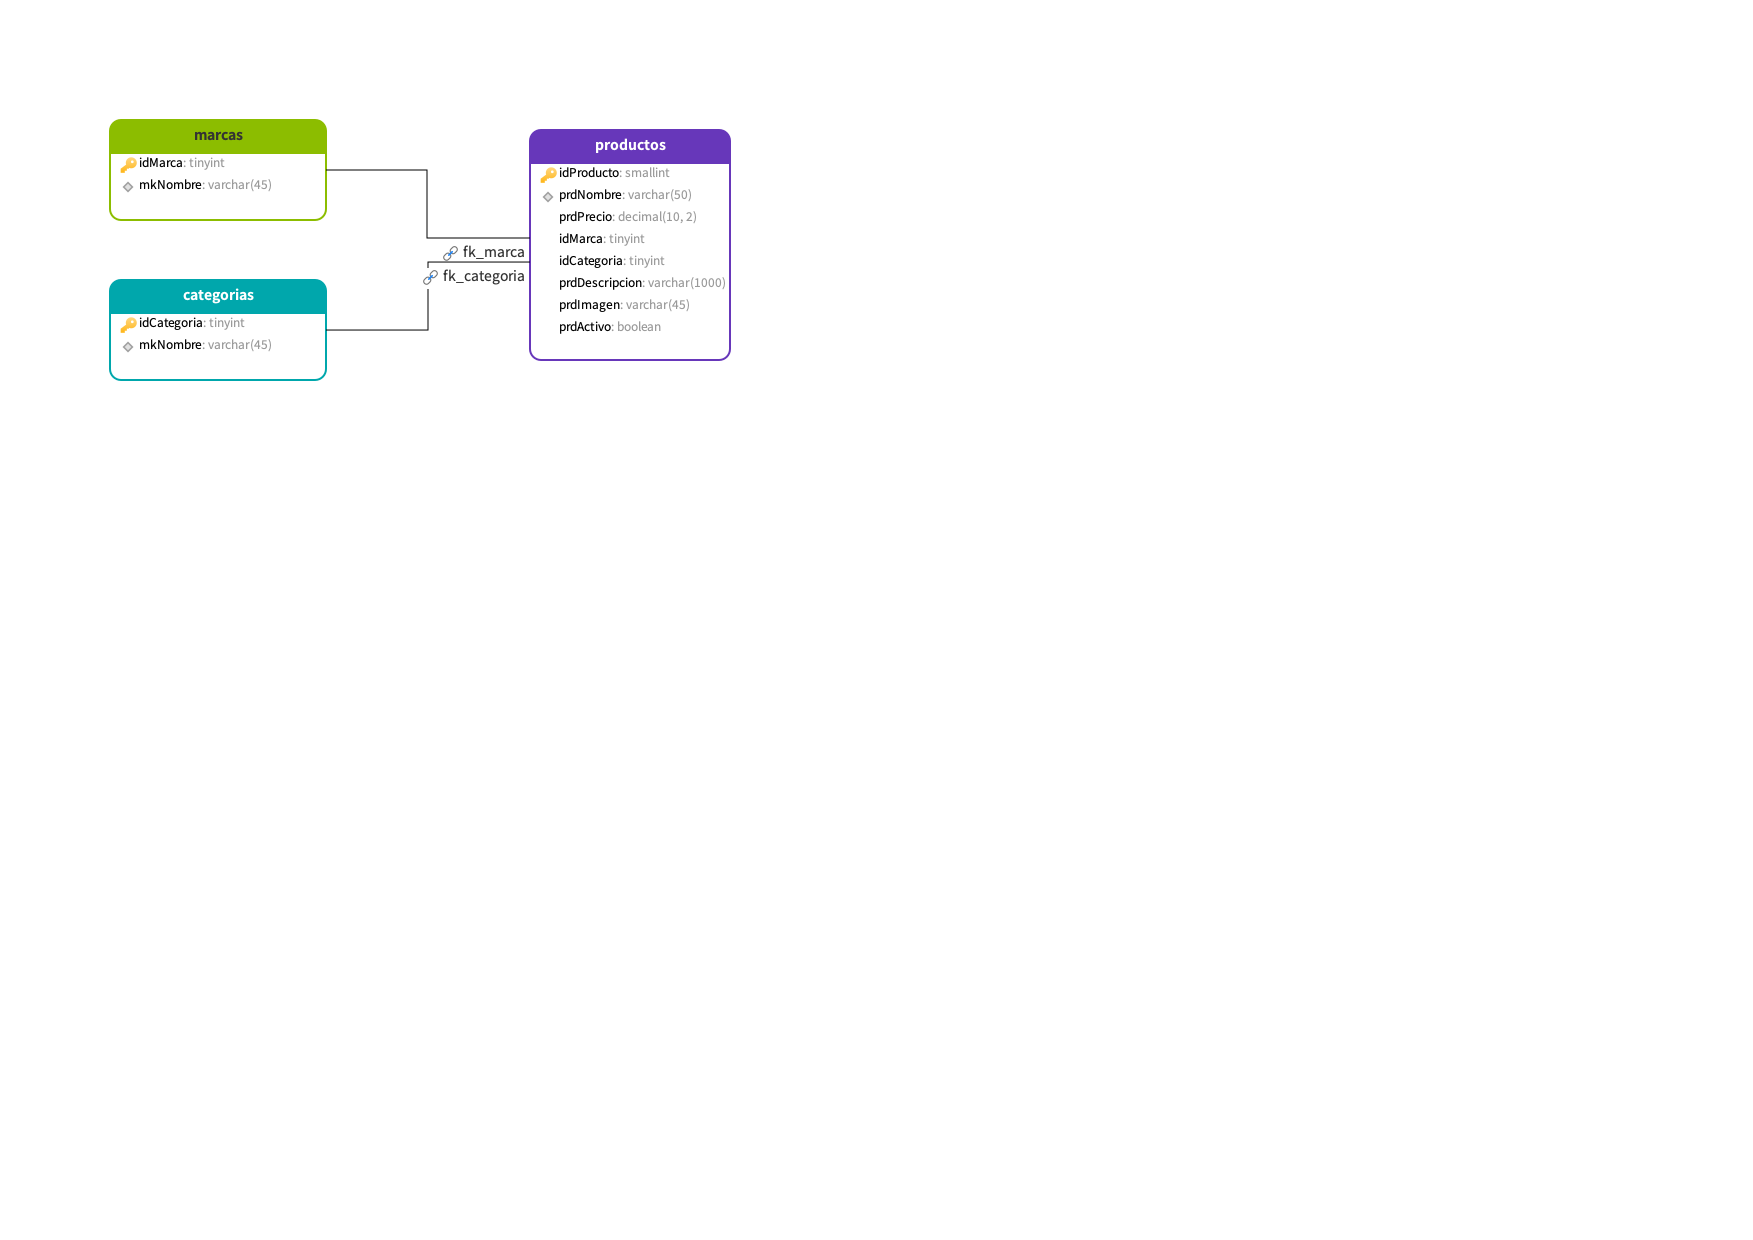 marcas
idMarca: tinyint
mkNombre: varchar(45)
categorias
idCategoria: tinyint
mkNombre: varchar(45)
fk_marca
fk_categoria
productos
idProducto: smallint
prdNombre: varchar(50)
prdPrecio: decimal(10, 2)
idMarca: tinyint
idCategoria: tinyint
prdDescripcion: varchar(1000)
prdImagen: varchar(45)
prdActivo: boolean